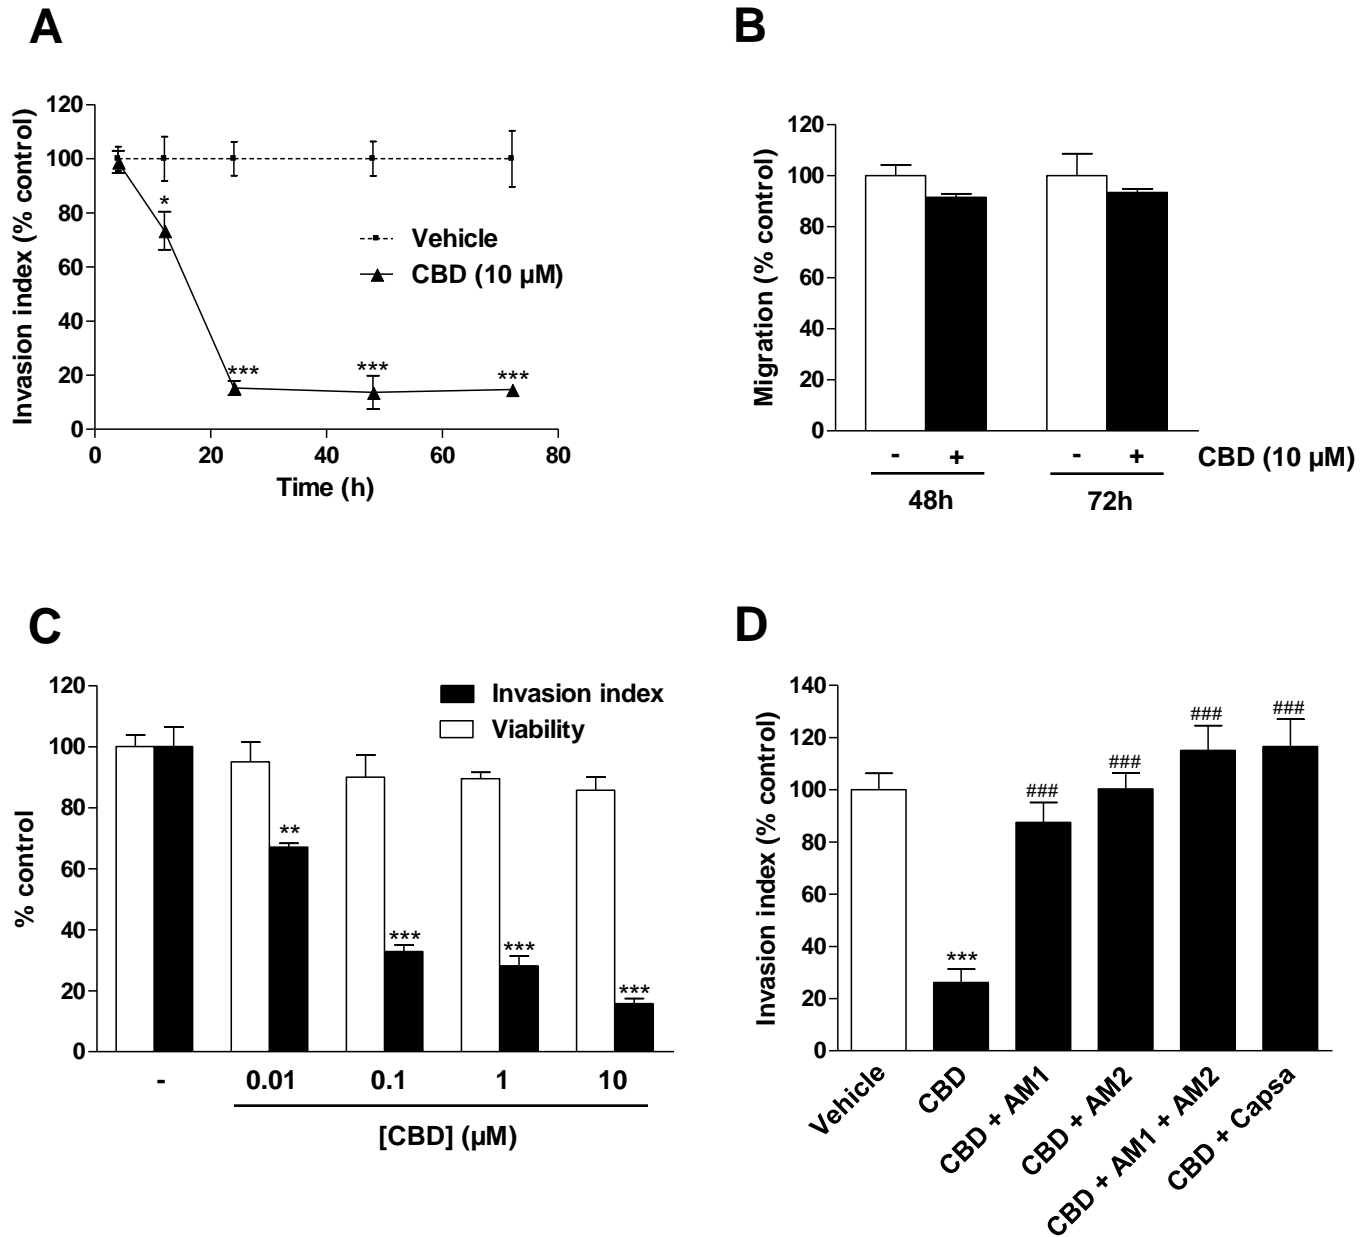 A
Invasion index (% control)
120
100
80
60
40
20
0
*
***
***
***
Vehicle
CBD (10 µM)
0
20
40
60
80
Time (h)
B
Migration (% control)
120
100
80
60
40
20
0
- + - + CBD (10 µM)
48h 72h
C
% control
120
100
80
60
40
20
0
Invasion index
Viability
**
***
***
***
- 0.01 0.1 1 10
[CBD] (µM)
D
Invasion index (% control)
140
120
100
80
60
40
20
0
***
###
###
###
###
Vehicle
CBD
CBD + AM1
CBD + AM2
CBD + AM1 + AM2
CBD + Capsa